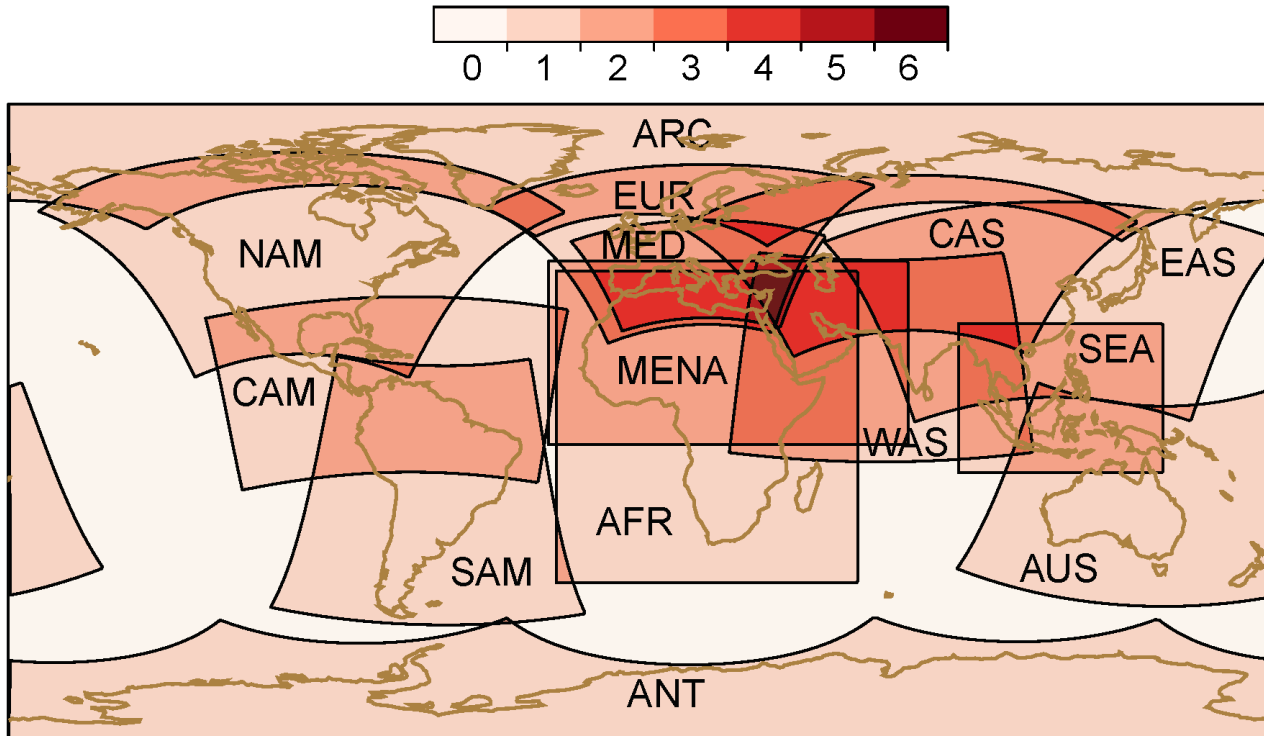 0 1 2 3 4 5 6
ARC
EUR
NAM
MED
CAS
EAS
SEA
MENA
CAM
WAS
AFR
SAM
AUS
ANT